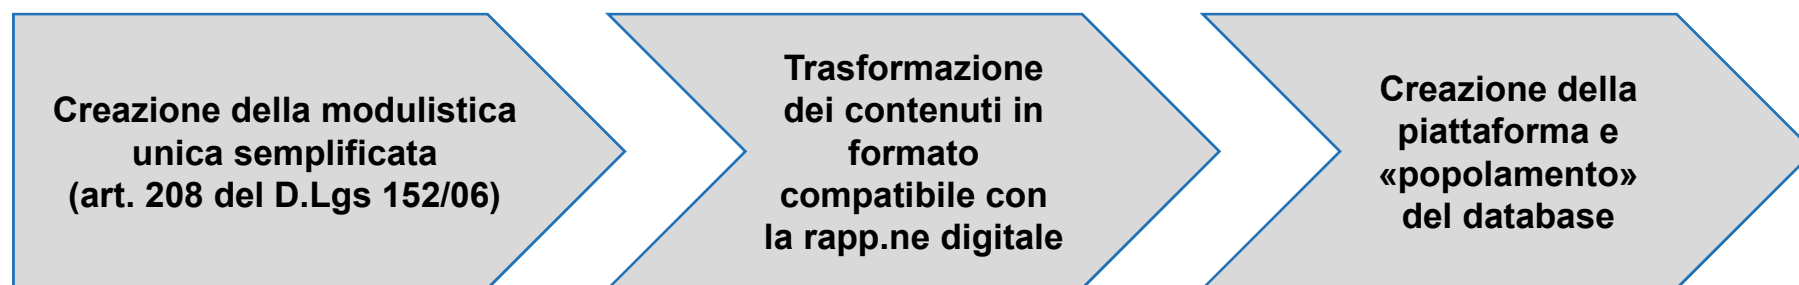 Creazione della modulistica
unica semplificata
(art. 208 del D.Lgs 152/06)
Trasformazione
dei contenuti in
formato
compatibile con
la rapp.ne digitale
Creazione della
piattaforma e
«popolamento»
del database